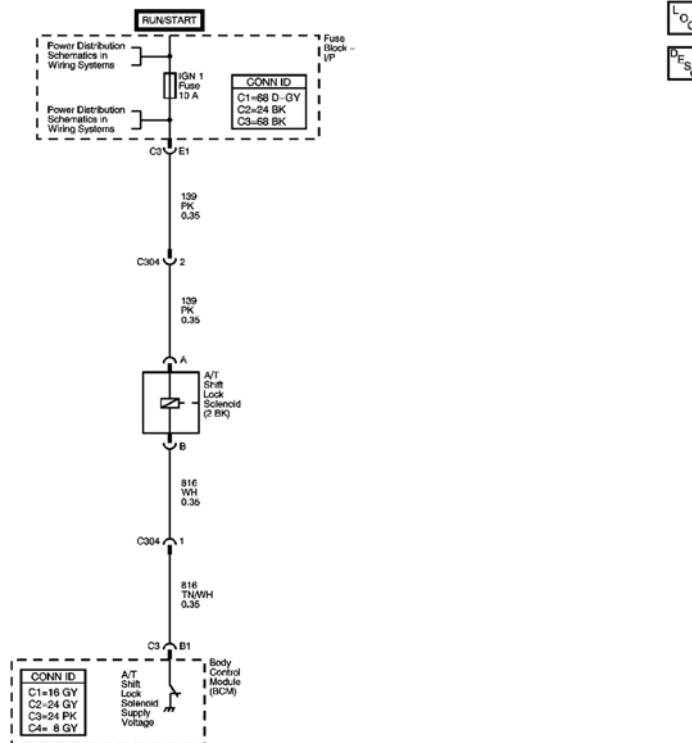 RUN/START
Power Distribution
Schematics in
Wiring Systems
Fuse
Block –
I/P
IGN 1
Fuse
10 A
CONN ID
C1=68 D-GY
C2=24 BK
C3=68 BK
Power Distribution
Schematics in
Wiring Systems
C3 E1
139
PK
0.35
C304 2
139
PK
0.35
A
A/T
Shift
Lock
Solenoid
(2 BK)
B
816
WH
0.35
C304 1
816
TN/WH
0.35
C3 B1
Body
Control
Module
(BCM)
CONN ID
C1=16 GY
C2=24 GY
C3=24 PK
C4= 8 GY
A/T
Shift
Lock
Solenoid
Supply
Voltage
L O
D E S